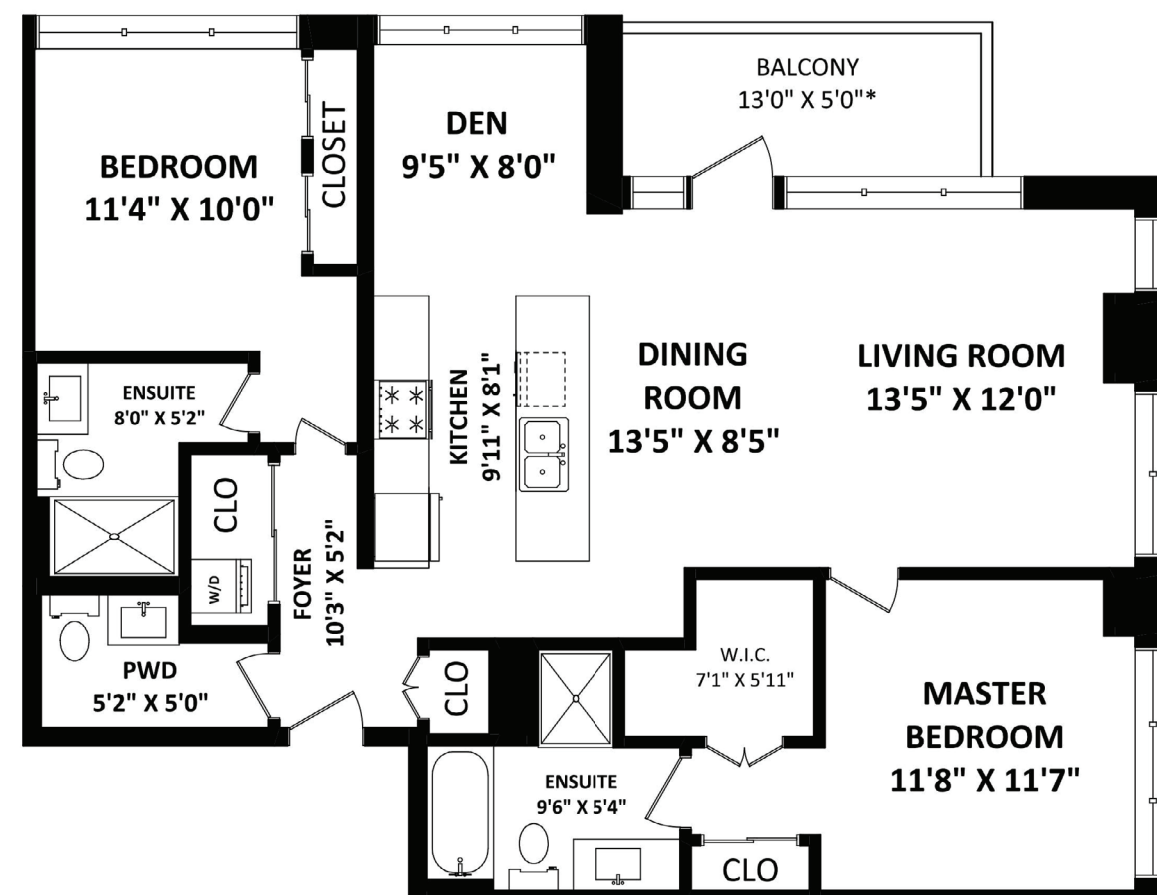 BALCONY
13'0" X 5'0"*
DEN
9'5" X 8'0"
BEDROOM
11'4" X 10'0"
CLOSET
DINING
ROOM
13'5" X 8'5"
LIVING ROOM
13'5" X 12'0"
KITCHEN
9'11" X 8'1"
ENSUITE
8'0" X 5'2"
CLO
W/D
FOYER
10'3" X 5'2"
PWD
5'2" X 5'0"
CLO
W.I.C.
7'1" X 5'11"
MASTER
BEDROOM
11'8" X 11'7"
ENSUITE
9'6" X 5'4"
CLO